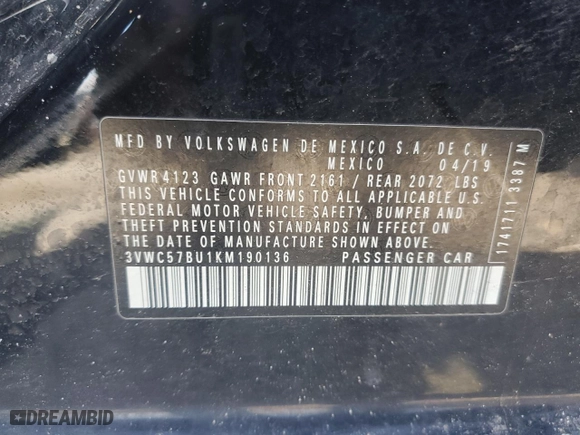 MFD BY VOLKSWAGEN DE MEXICO S.A. DE C.V.
MEXICO 04/19
GVWR 4123 GAWR FRONT 2161 / REAR 2072 LBS
THIS VEHICLE CONFORMS TO ALL APPLICABLE U.S.
FEDERAL MOTOR VEHICLE SAFETY, BUMPER AND
THEFT PREVENTION STANDARDS IN EFFECT ON
THE DATE OF MANUFACTURE SHOWN ABOVE
3VWC57BU1KM190136 PASSENGER CAR
1741711 3387 M
DREAMBID